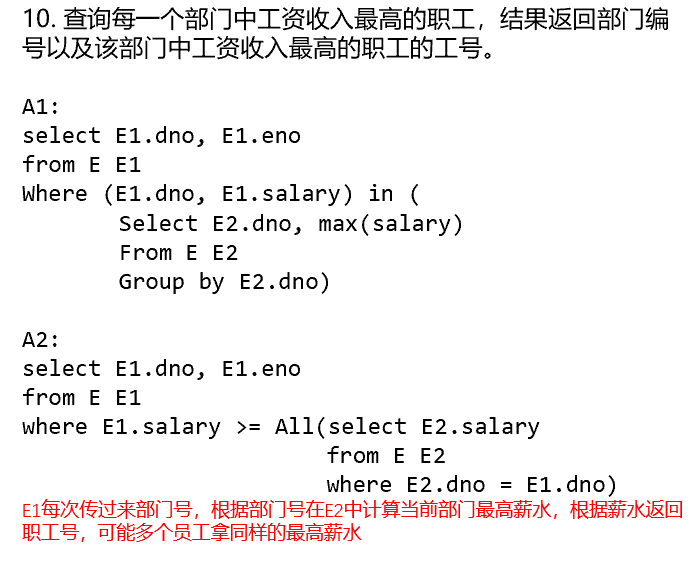 10. 查询每一个部门中工资收入最高的职工，结果返回部门编
号以及该部门中工资收入最高的职工的工号。
A1:
select E1.dno, E1.eno
from E E1
Where (E1.dno, E1.salary) in (
Select E2.dno, max(salary)
From E E2
Group by E2.dno)
A2:
select E1.dno, E1.eno
from E E1
where E1.salary >= All(select E2.salary
from E E2
where E2.dno = E1.dno)
E1每次传过来部门号，根据部门号在E2中计算当前部门最高薪水，根据薪水返回
职工号，可能多个员工拿同样的最高薪水